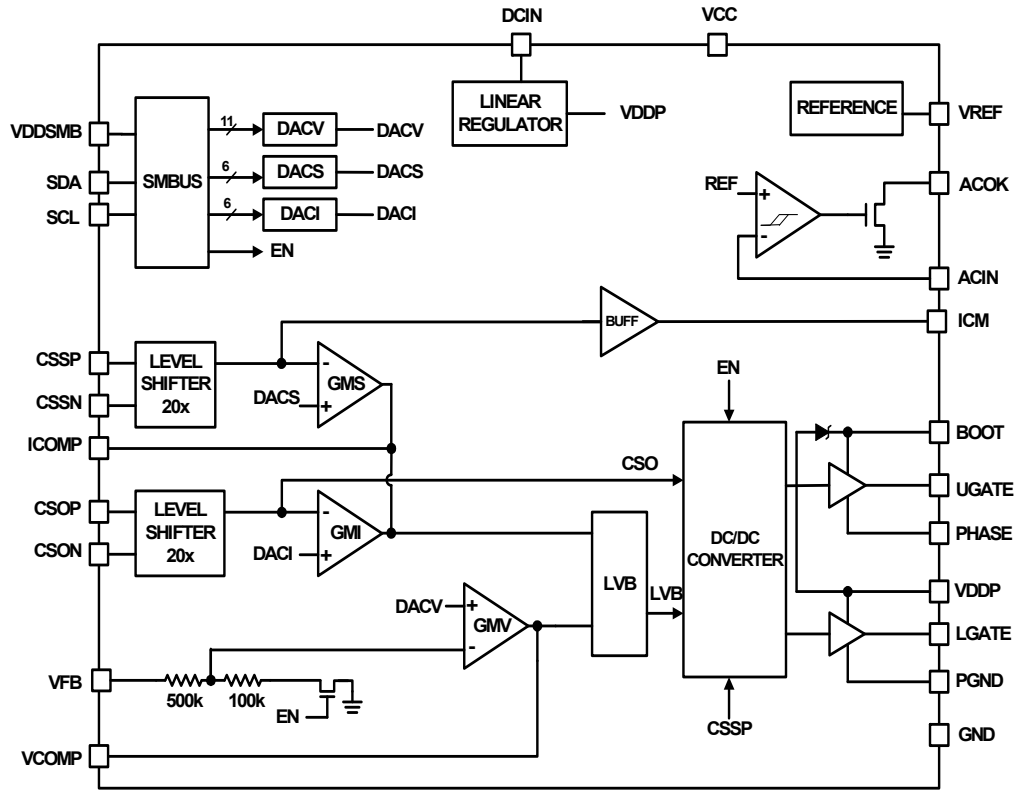 DCIN
VCC
VDDSMB
SDA
SCL
SMBUS
11
DACV
DACV
6
DACS
DACS
6
DACI
DACI
EN
LINEAR
REGULATOR
VDDP
REFERENCE
VREF
REF
+
-
ACOK
ACIN
ICM
BUFF
CSSP
CSSN
LEVEL
SHIFTER
20x
-
GMS
DACS
+
ICOMP
EN
CSOP
CSON
LEVEL
SHIFTER
20x
CSO
-
GMI
DACI
+
LVB
LVB
DC/DC
CONVERTER
BOOT
UGATE
PHASE
VDDP
LGATE
PGND
GND
DACV
+
GMV
-
VFB
500k
100k
EN
CSSP
VCOMP